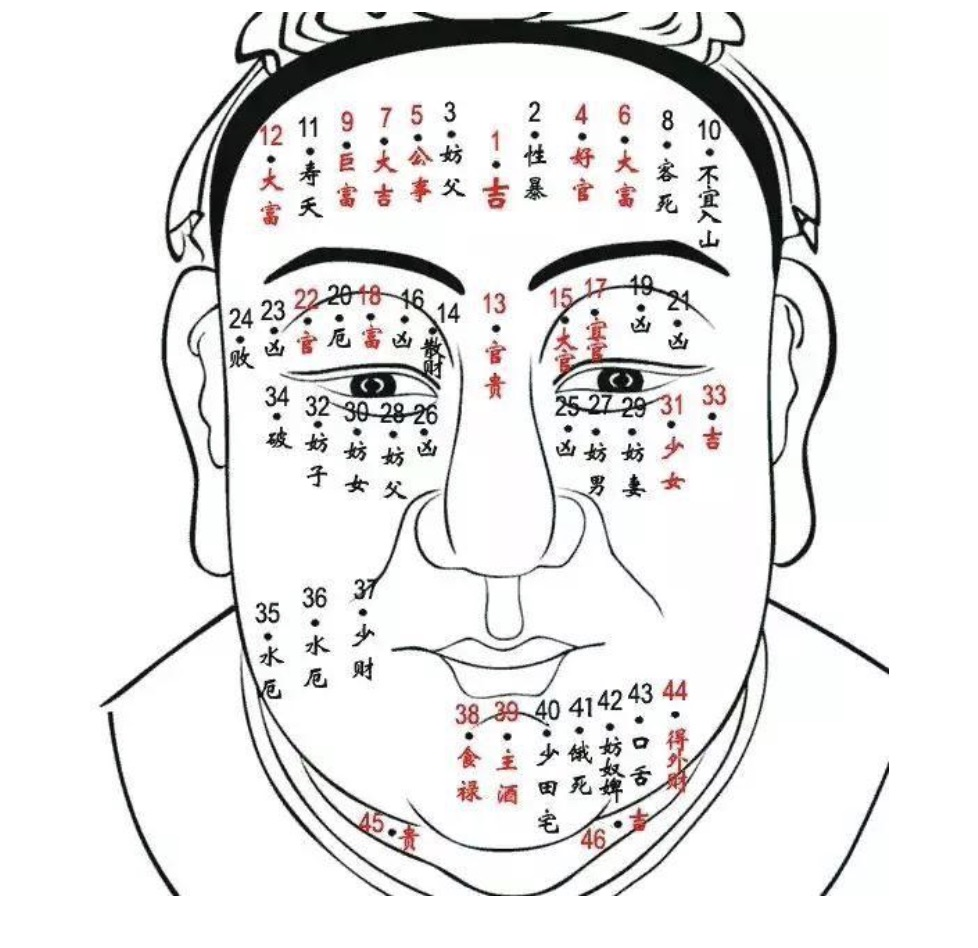 12 大富
11 寿夭
9 巨富
7 大吉
5 公事
3 妨父
1 吉
2 性暴
4 好官
6 大富
8 客死
10 不宜入山
24 败
23 凶
22 官
20 厄
18 富
16 凶
14 散财
13 官贵
15 大官
17 宜官
19 凶
21 凶
34 破
32 妨子
30 妨女
28 妨父
26 凶
25 凶
27 妨男
29 妨妻
31 少女
33 吉
35 水厄
36 水厄
37 少财
38 食禄
39 主酒
40 少田宅
41 饿死
42 妨奴婢
43 口舌
44 得外财
45 贵
46 吉